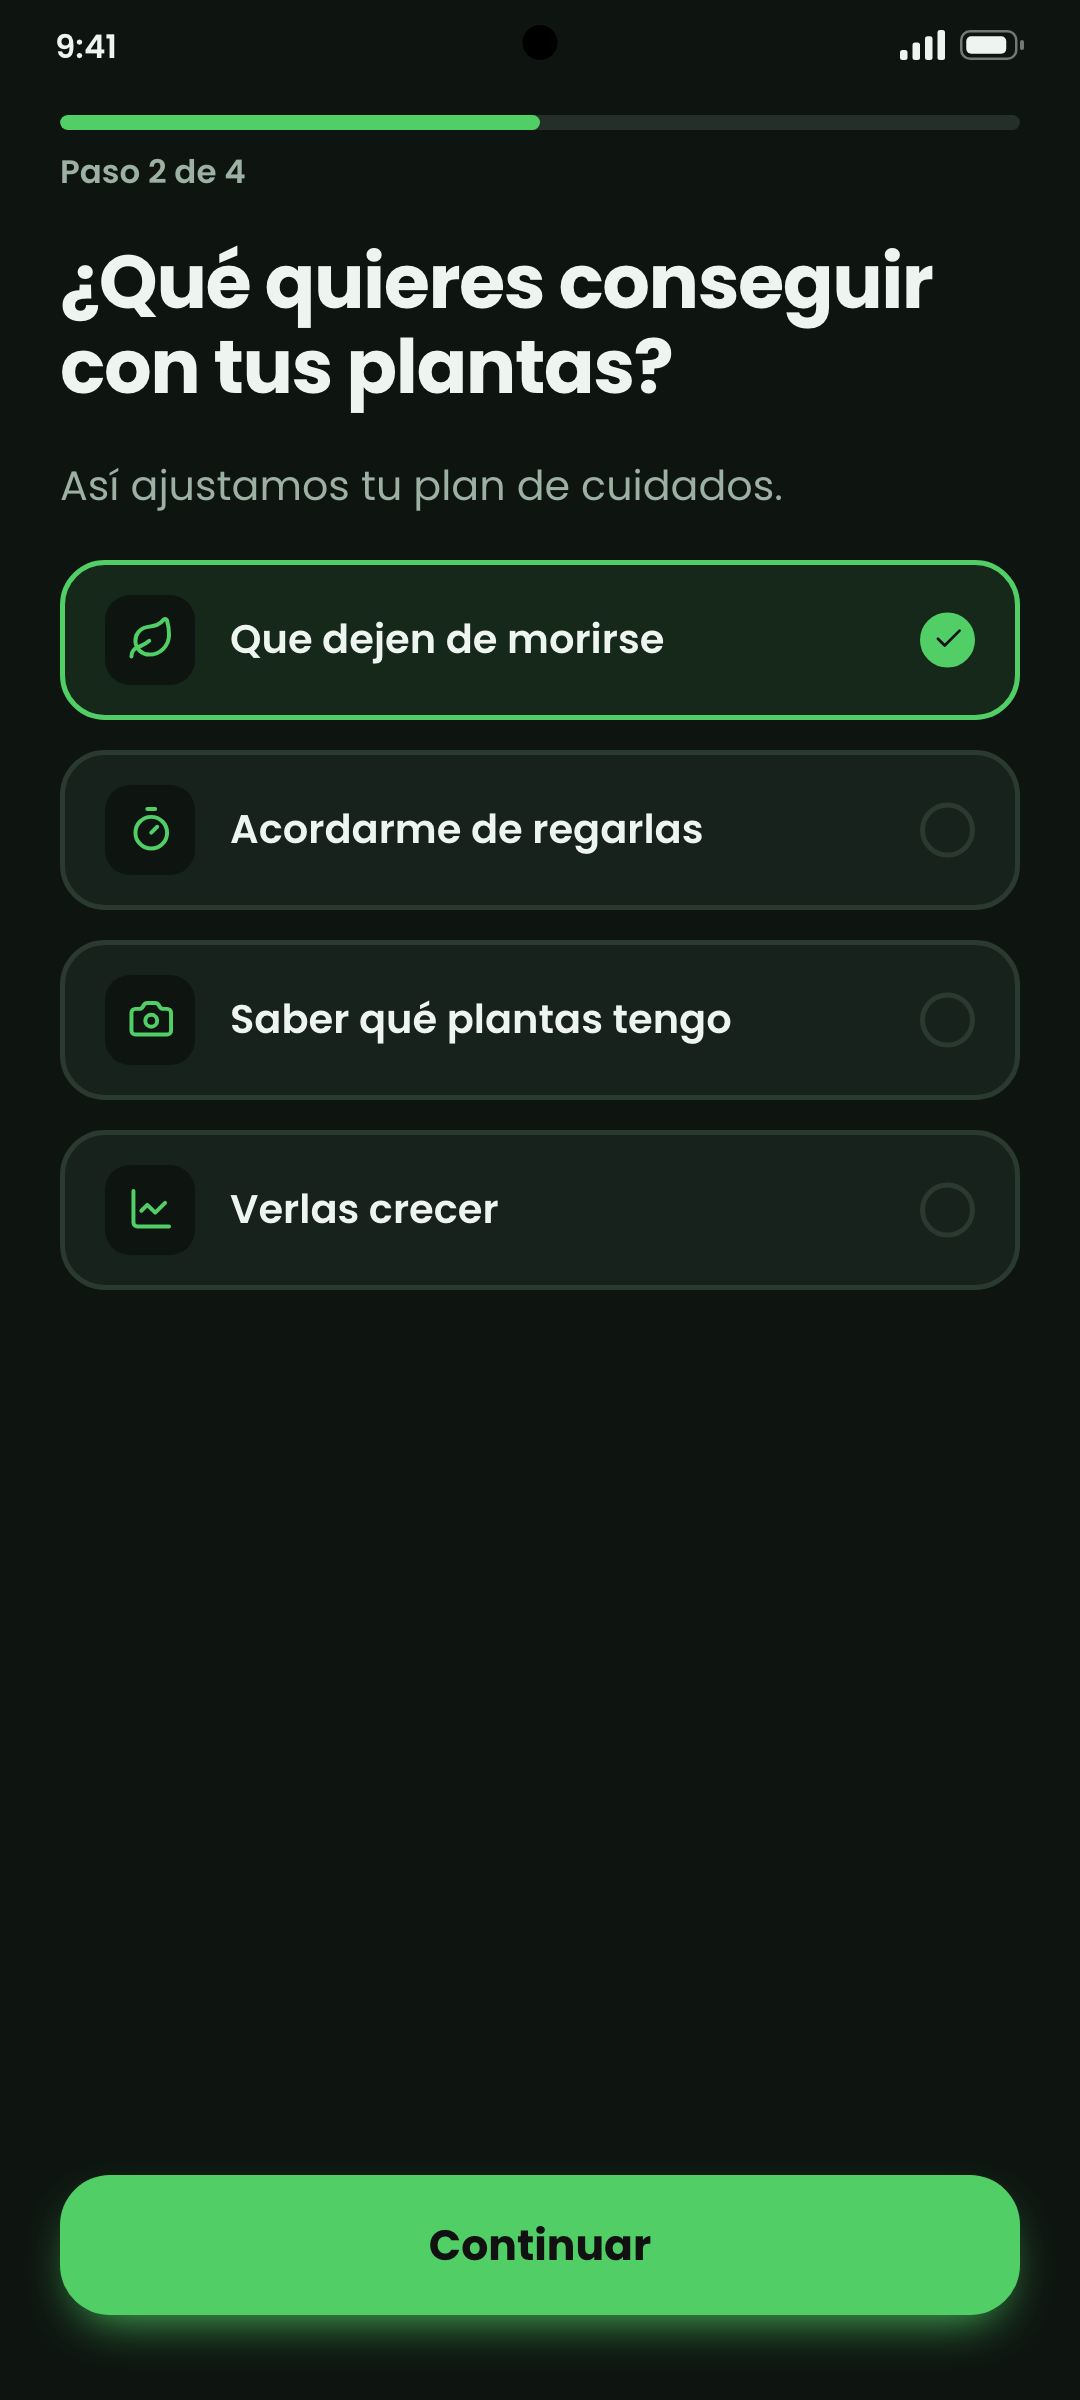 9:41
Paso 2 de 4
¿Qué quieres conseguir
con tus plantas?
Así ajustamos tu plan de cuidados.
Que dejen de morirse
Acordarme de regarlas
Saber qué plantas tengo
Verlas crecer
Continuar